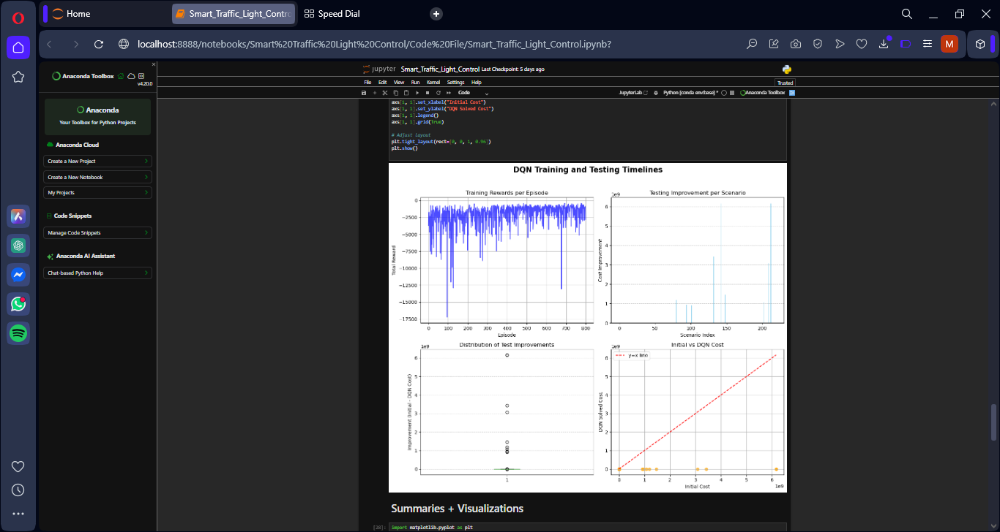 Home
Smart_Traffic_Light_Contro
Speed Dial
localhost:8888/notebooks/Smart%20Traffic%20Light%20Control/Code%20File/Smart_Traffic_Light_Control.ipynb?
M
Anaconda Toolbox
v4.20.0
Anaconda
Your Toolbox for Python Projects
Anaconda Cloud
Create a New Project
Create a New Notebook
My Projects
Code Snippets
Manage Code Snippets
Anaconda AI Assistant
Chat-based Python Help
jupyter Smart_Traffic_Light_Control Last Checkpoint: 5 days ago
File Edit View Run Kernel Settings Help
Trusted
Code
JupyterLab
Python [conda env:base] *
Anaconda Toolbox
axs[1, 1].set_xlabel("Initial Cost")
axs[1, 1].set_ylabel("DQN Solved Cost")
axs[1, 1].legend()
axs[1, 1].grid(True)
# Adjust layout
plt.tight_layout(rect=[0, 0, 1, 0.96])
plt.show()
DQN Training and Testing Timelines
Training Rewards per Episode
Total Reward
0
−2500
−5000
−7500
−10000
−12500
−15000
−17500
0 100 200 300 400 500 600 700 800
Episode
Testing Improvement per Scenario
1e9
Cost Improvement
6
5
4
3
2
1
0
0 50 100 150 200
Scenario Index
Distribution of Test Improvements
1e9
Improvement (Initial - DQN Cost)
6
5
4
3
2
1
0
1
Initial vs DQN Cost
1e9
y=x line
DQN Solved Cost
6
5
4
3
2
1
0
0 1 2 3 4 5 6
1e9
Initial Cost
Summaries + Visualizations
[20]: import matplotlib.pyplot as plt